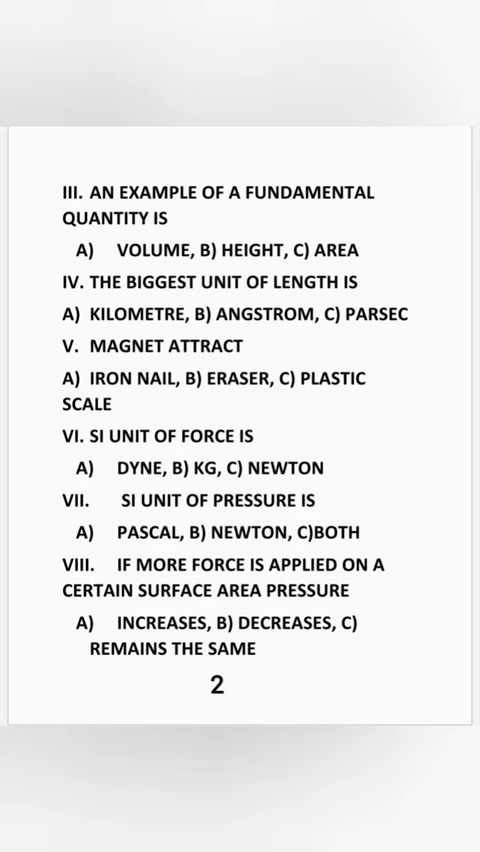 III. AN EXAMPLE OF A FUNDAMENTAL
QUANTITY IS
A) VOLUME, B) HEIGHT, C) AREA
IV. THE BIGGEST UNIT OF LENGTH IS
A) KILOMETRE, B) ANGSTROM, C) PARSEC
V. MAGNET ATTRACT
A) IRON NAIL, B) ERASER, C) PLASTIC
SCALE
VI. SI UNIT OF FORCE IS
A) DYNE, B) KG, C) NEWTON
VII. SI UNIT OF PRESSURE IS
A) PASCAL, B) NEWTON, C)BOTH
VIII. IF MORE FORCE IS APPLIED ON A
CERTAIN SURFACE AREA PRESSURE
A) INCREASES, B) DECREASES, C)
REMAINS THE SAME
2